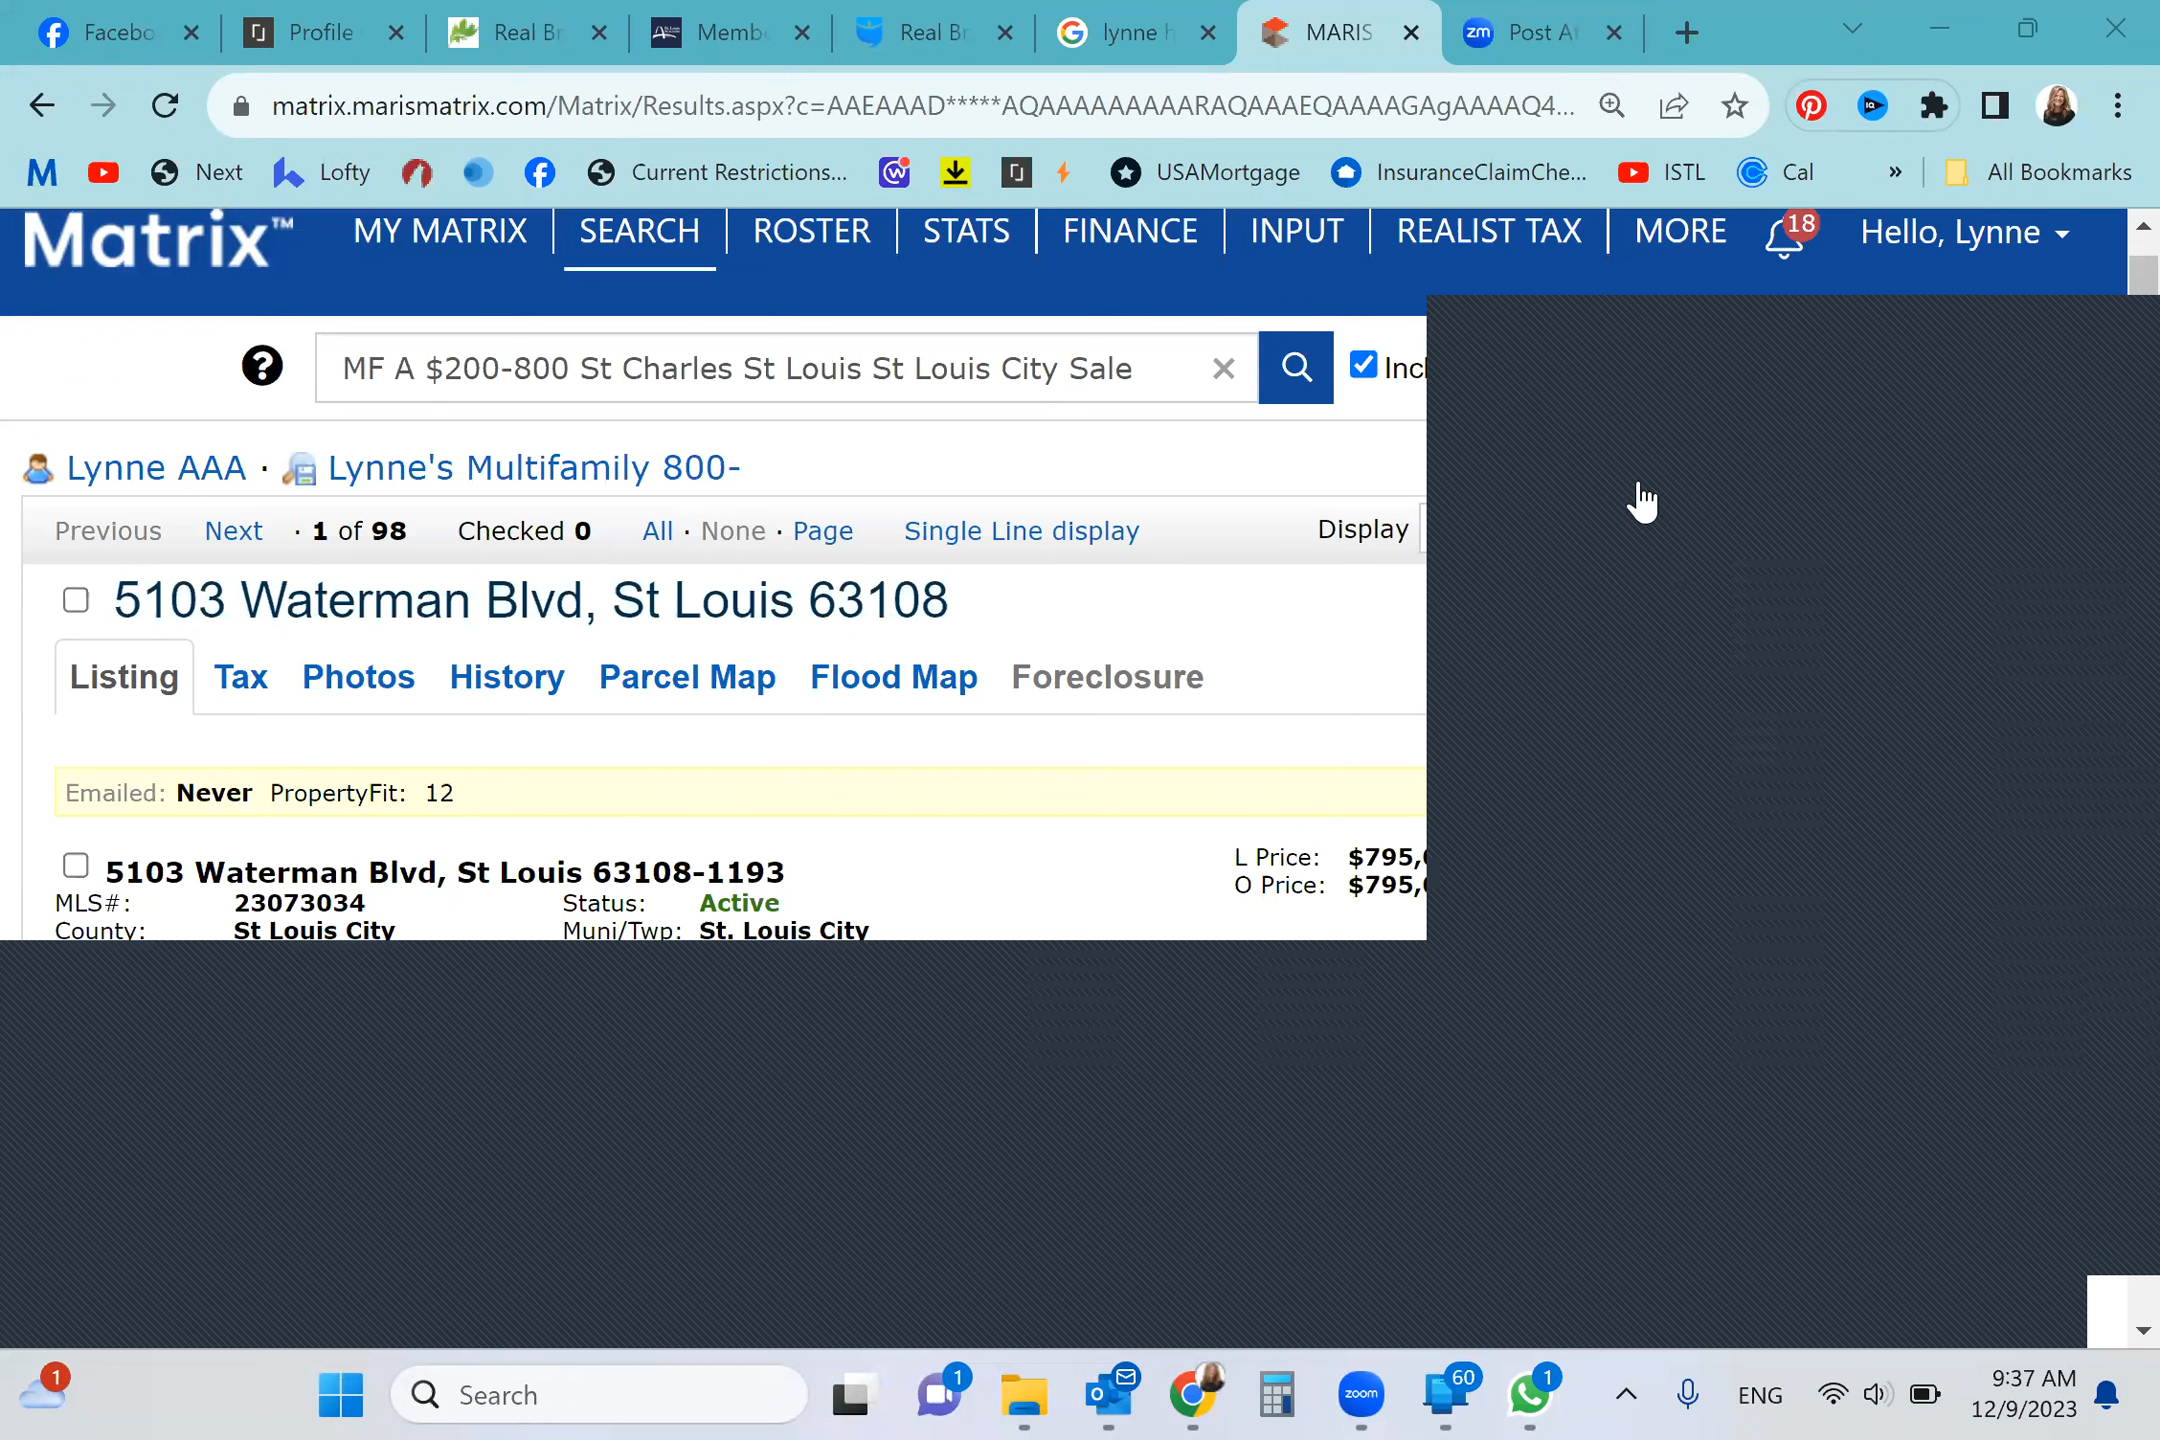 Facebo Profile Real Br Memb Real Br lynne h MARIS Post A
matrix.marismatrix.com/Matrix/Results.aspx?c=AAEAAAD*****AQAAAAAAAAARAQAAAEQAAAAGAgAAAAQ4...
Next Lofty Current Restrictions... USAMortgage InsuranceClaimChe... ISTL Cal » All Bookmarks
Matrix™ MY MATRIX SEARCH ROSTER STATS FINANCE INPUT REALIST TAX MORE 18 Hello, Lynne
MF A $200-800 St Charles St Louis St Louis City Sale Incl
Lynne AAA · Lynne's Multifamily 800-
Previous Next · 1 of 98 Checked 0 All · None · Page Single Line display Display
5103 Waterman Blvd, St Louis 63108
Listing Tax Photos History Parcel Map Flood Map Foreclosure
Emailed: Never PropertyFit: 12
5103 Waterman Blvd, St Louis 63108-1193 L Price: $795,
O Price: $795,
MLS#: 23073034 Status: Active
County: St Louis City Muni/Twp: St. Louis City
1 Search 1 zoom 60 1 ENG 9:37 AM
12/9/2023